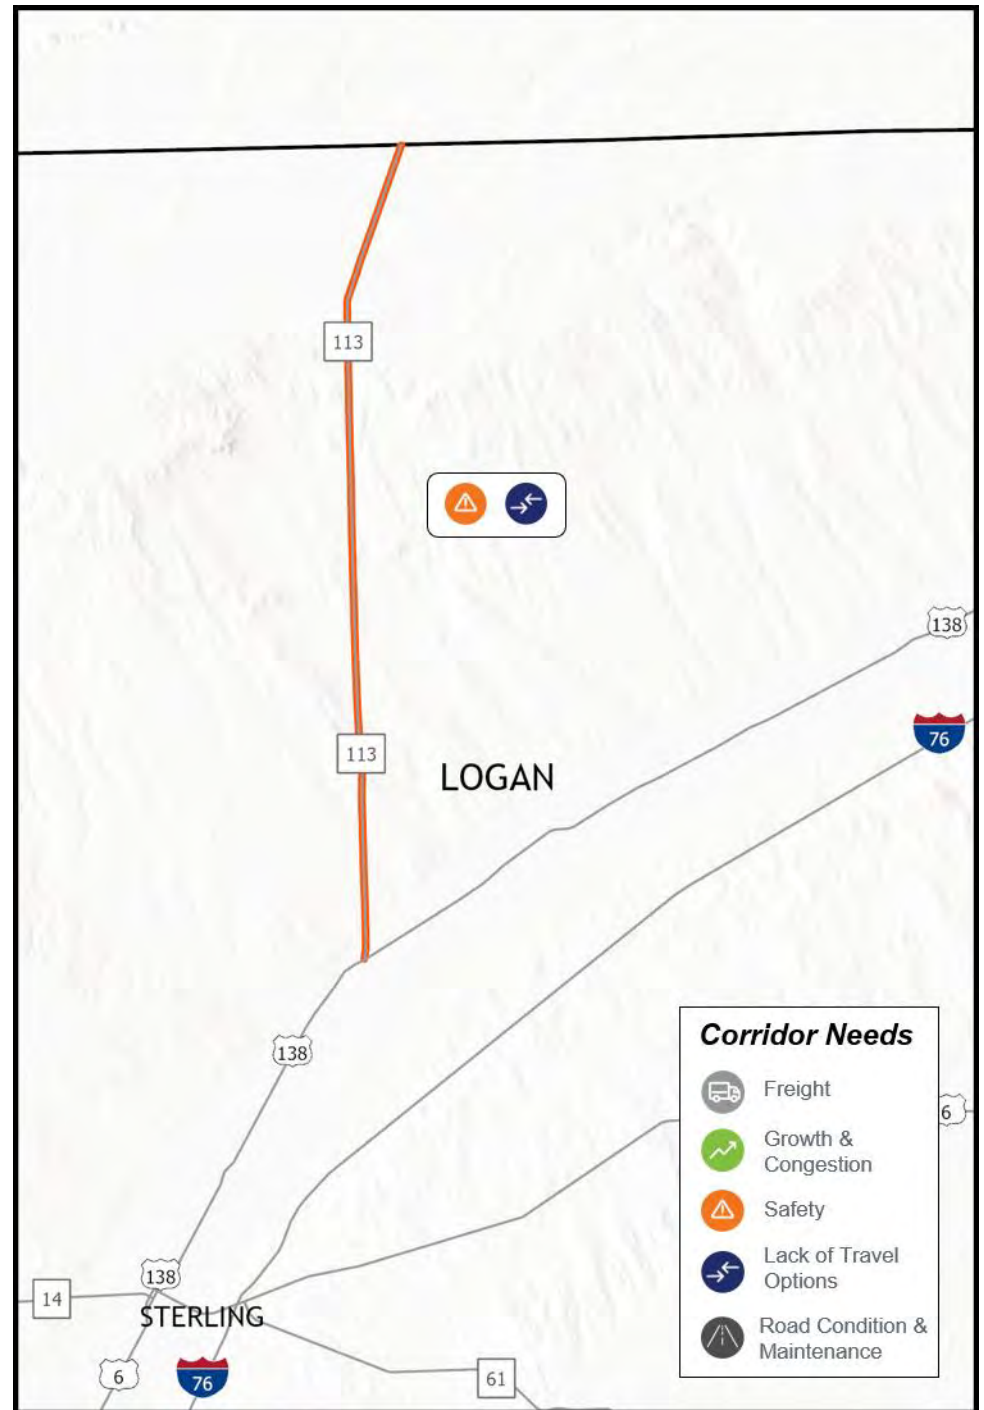 113
138
76
113
LOGAN
Corridor Needs
138
Freight
6
Growth &
Congestion
Safety
Lack of Travel
Options
138
14
STERLING
Road Condition &
Maintenance
6
76
61